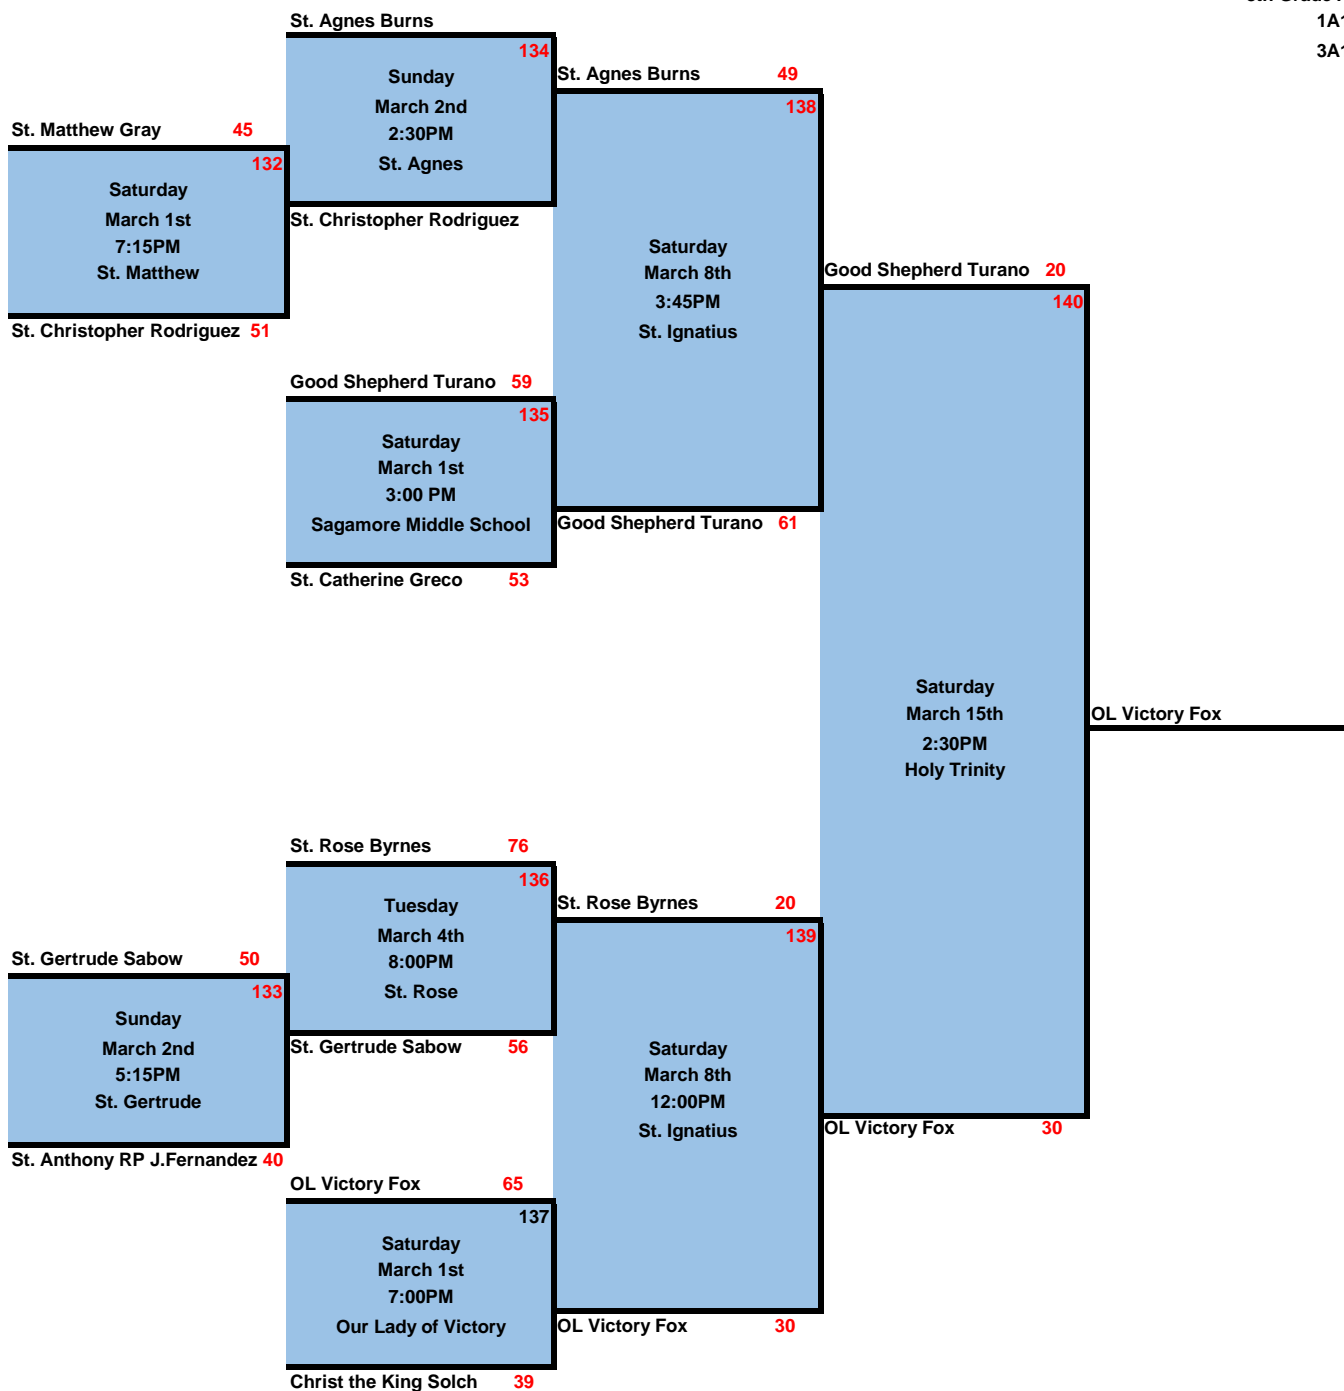 1A1
3A1
St. Agnes Burns
134
Sunday
March 2nd
2:30PM
St. Agnes
St. Agnes Burns 49
138
St. Matthew Gray 45
132
Saturday
March 1st
7:15PM
St. Matthew
St. Christopher Rodriguez
St. Christopher Rodriguez 51
Saturday
March 8th
3:45PM
St. Ignatius
Good Shepherd Turano 20
140
Good Shepherd Turano 59
135
Saturday
March 1st
3:00 PM
Sagamore Middle School
Good Shepherd Turano 61
St. Catherine Greco 53
Saturday
March 15th
2:30PM
Holy Trinity
OL Victory Fox
St. Rose Byrnes 76
136
Tuesday
March 4th
8:00PM
St. Rose
St. Rose Byrnes 20
139
St. Gertrude Sabow 50
133
Sunday
March 2nd
5:15PM
St. Gertrude
St. Gertrude Sabow 56
Saturday
March 8th
12:00PM
St. Ignatius
OL Victory Fox 30
St. Anthony RP J.Fernandez 40
OL Victory Fox 65
137
Saturday
March 1st
7:00PM
Our Lady of Victory
OL Victory Fox 30
Christ the King Solch 39